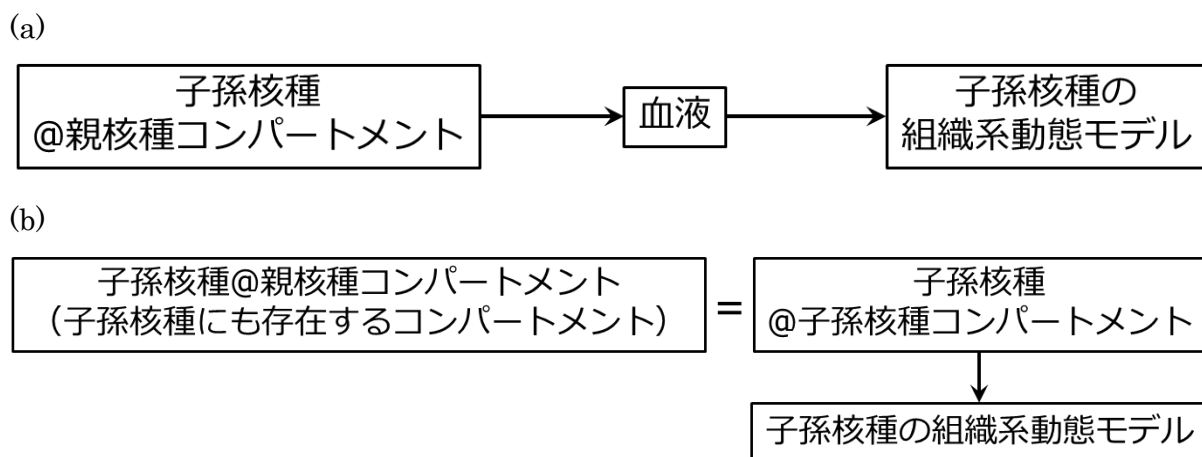 (a)
子孫核種
@親核種コンパートメント
血液
子孫核種の
組織系動態モデル
(b)
子孫核種@親核種コンパートメント
（子孫核種にも存在するコンパートメント）
=
子孫核種
@子孫核種コンパートメント
子孫核種の組織系動態モデル